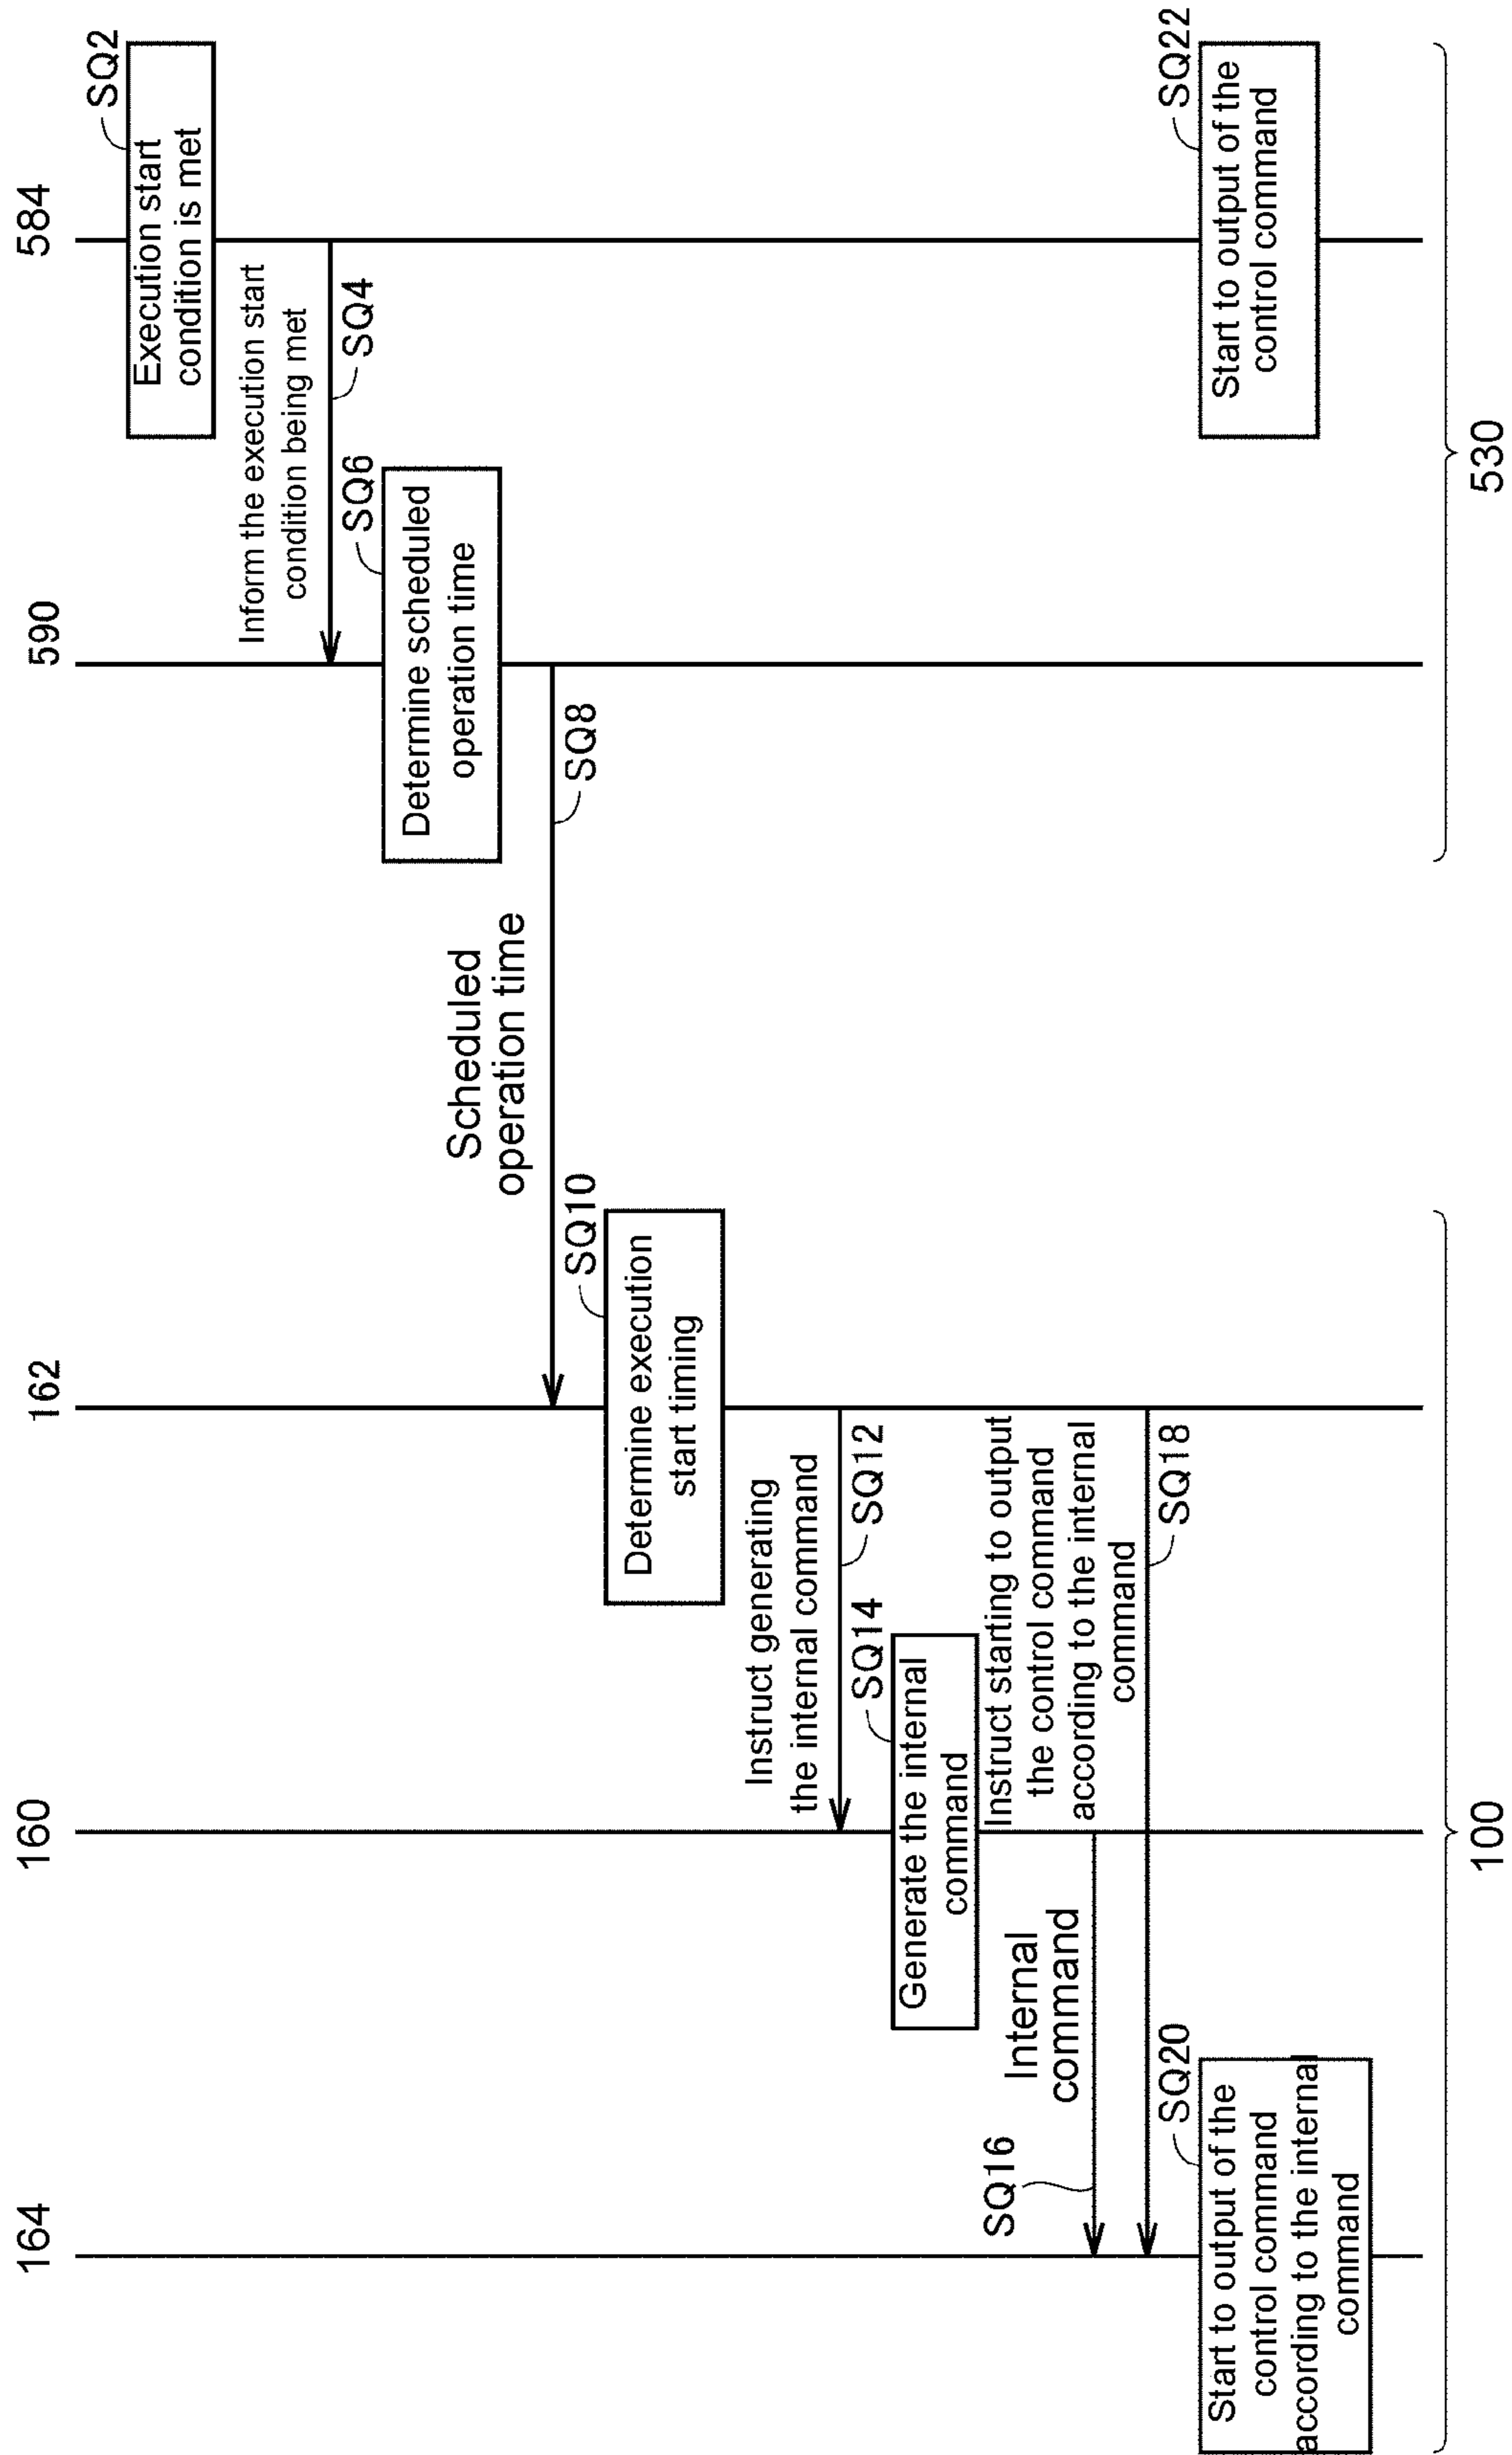 164
160
162
590
584
SQ2
Execution start
condition is met
Inform the execution start
condition being met
SQ4
SQ6
Determine scheduled
operation time
Scheduled
operation time
SQ8
SQ10
Determine execution
start timing
Instruct generating
the internal command
SQ12
SQ14
Generate the internal
command
Instruct starting to output
the control command
according to the internal
command
Internal
command
SQ16
SQ18
SQ20
Start to output of the
control command
according to the internal
command
SQ22
Start to output of the
control command
100
530